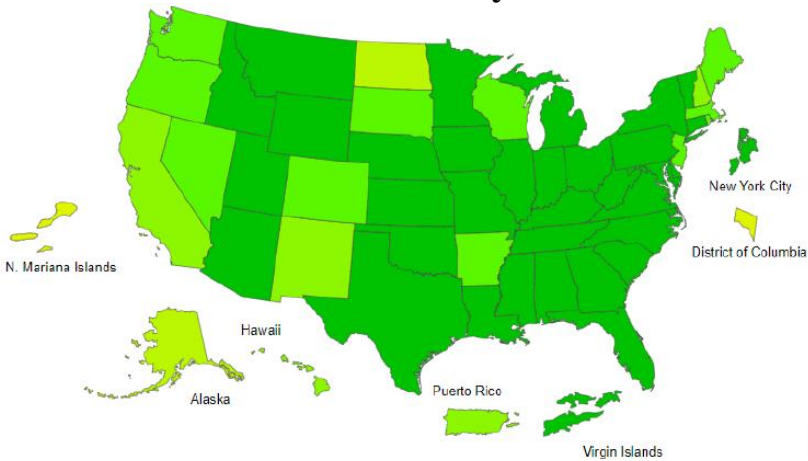 New York City
District of Columbia
N. Mariana Islands
Hawaii
Alaska
Puerto Rico
Virgin Islands